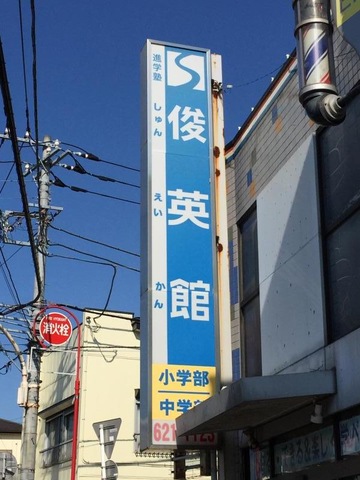 進学塾
俊英館
しゅん えい かん
小学部
中学
621
消火栓